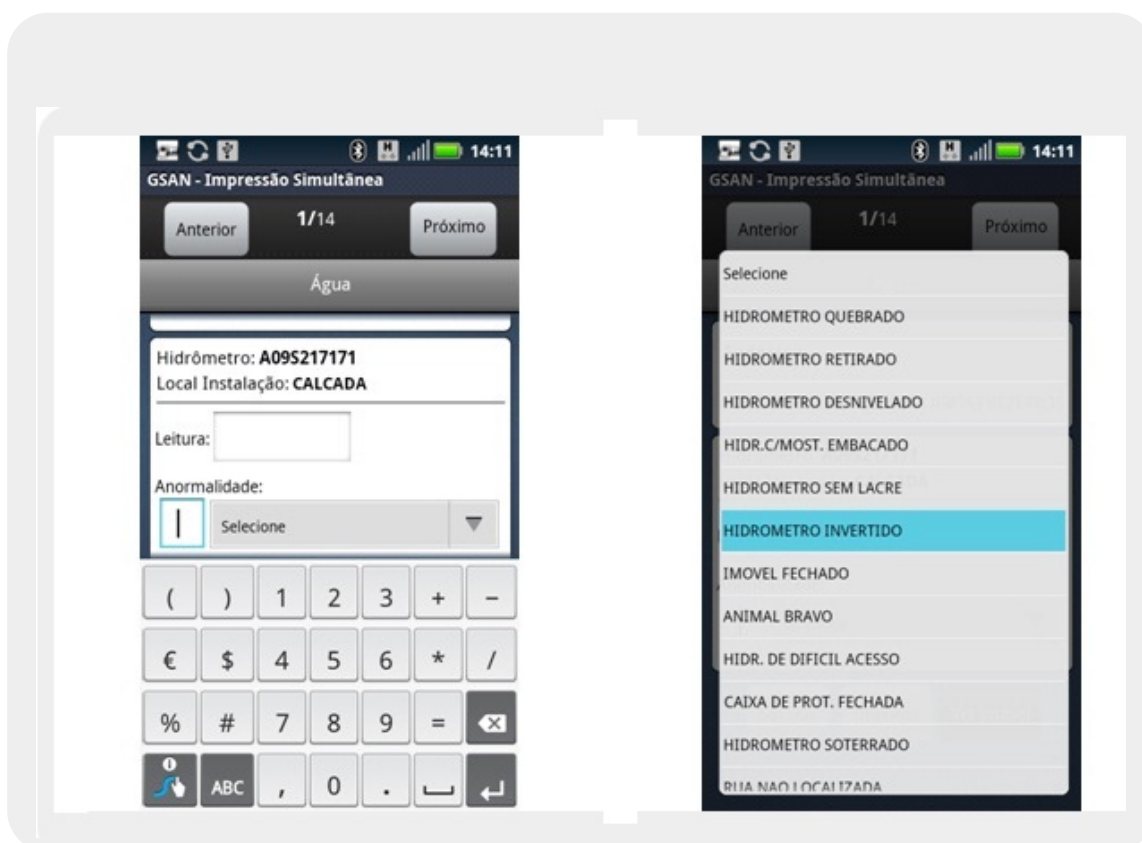 14:11
GSAN - Impressão Simultânea
Anterior 1/14 Próximo
Água
Hidrômetro: A09S217171
Local Instalação: CALCADA
Leitura:
Anormalidade:
Selecione
( ) 1 2 3 + -
€ $ 4 5 6 * /
% # 7 8 9 =
ABC , 0 .
14:11
GSAN - Impressão Simultânea
Anterior 1/14 Próximo
Selecione
HIDROMETRO QUEBRADO
HIDROMETRO RETIRADO
HIDROMETRO DESNIVELADO
HIDR.C/MOST. EMBACADO
HIDROMETRO SEM LACRE
HIDROMETRO INVERTIDO
IMOVEL FECHADO
ANIMAL BRAVO
HIDR. DE DIFICIL ACESSO
CAIXA DE PROT. FECHADA
HIDROMETRO SOTERRADO
RUA NAO LOCALIZADA